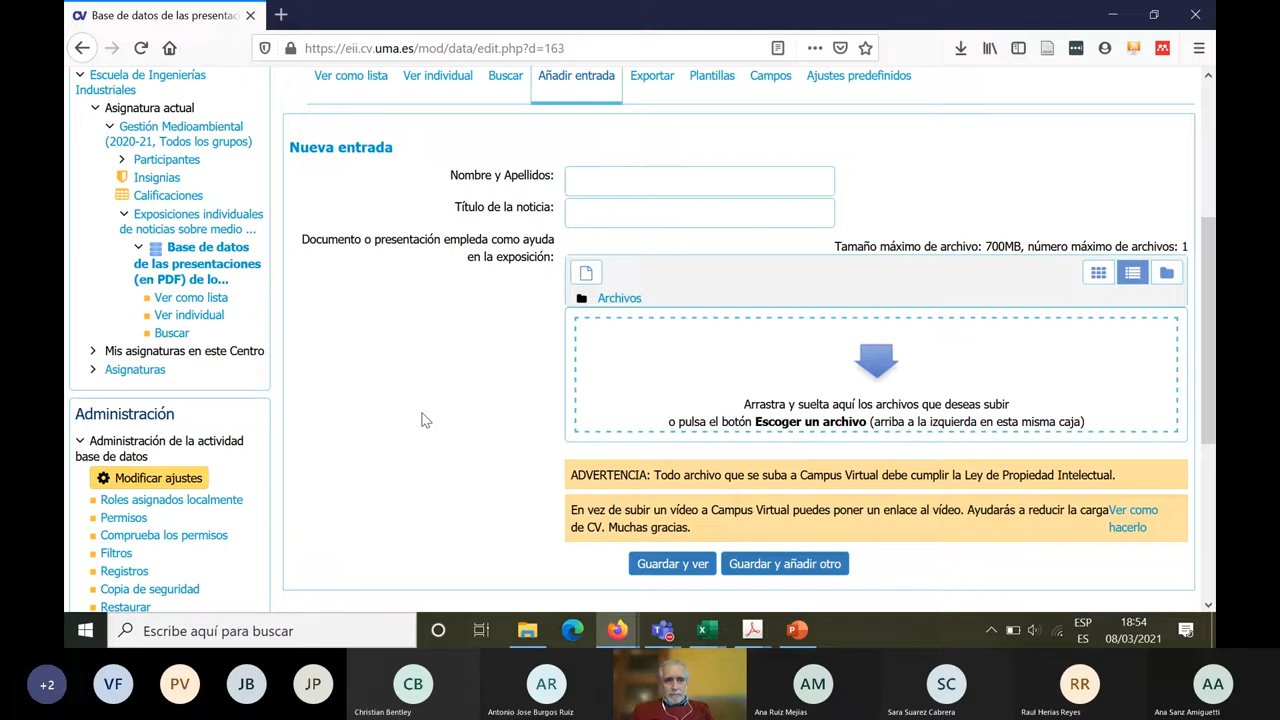 Base de datos de las presentac
https://eii.cv.uma.es/mod/data/edit.php?d=163
Escuela de Ingenierías
Industriales
Asignatura actual
Gestión Medioambiental
(2020-21, Todos los grupos)
Participantes
Insignias
Calificaciones
Exposiciones individuales
de noticias sobre medio ...
Base de datos
de las presentaciones
(en PDF) de lo...
Ver como lista
Ver individual
Buscar
Mis asignaturas en este Centro
Asignaturas
Administración
Administración de la actividad
base de datos
Modificar ajustes
Roles asignados localmente
Permisos
Comprueba los permisos
Filtros
Registros
Copia de seguridad
Restaurar
Ver como lista
Ver individual
Buscar
Añadir entrada
Exportar
Plantillas
Campos
Ajustes predefinidos
Nueva entrada
Nombre y Apellidos:
Título de la noticia:
Documento o presentación empleda como ayuda
en la exposición:
Tamaño máximo de archivo: 700MB, número máximo de archivos: 1
Archivos
Arrastra y suelta aquí los archivos que deseas subir
o pulsa el botón Escoger un archivo (arriba a la izquierda en esta misma caja)
ADVERTENCIA: Todo archivo que se suba a Campus Virtual debe cumplir la Ley de Propiedad Intelectual.
En vez de subir un vídeo a Campus Virtual puedes poner un enlace al vídeo. Ayudarás a reducir la carga
de CV. Muchas gracias.
Ver como
hacerlo
Guardar y ver
Guardar y añadir otro
Escribe aquí para buscar
ESP
ES
18:54
08/03/2021
+2
VF
PV
JB
JP
CB
Christian Bentley
AR
Antonio Jose Burgos Ruiz
AM
Ana Ruiz Mejias
SC
Sara Suarez Cabrera
RR
Raul Herias Reyes
AA
Ana Sanz Amiguetti